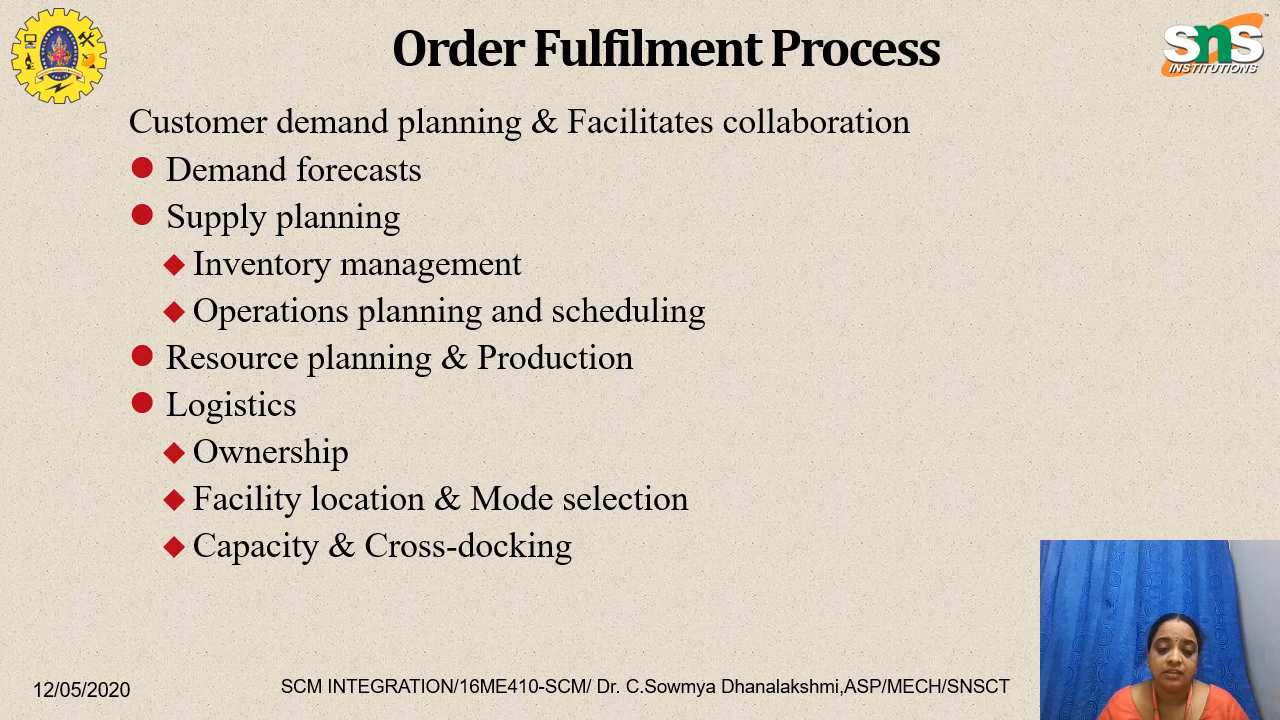 Order Fulfilment Process
sns
INSTITUTIONS
Customer demand planning & Facilitates collaboration
Demand forecasts
Supply planning
Inventory management
Operations planning and scheduling
Resource planning & Production
Logistics
Ownership
Facility location & Mode selection
Capacity & Cross-docking
12/05/2020
SCM INTEGRATION/16ME410-SCM/ Dr. C.Sowmya Dhanalakshmi,ASP/MECH/SNSCT